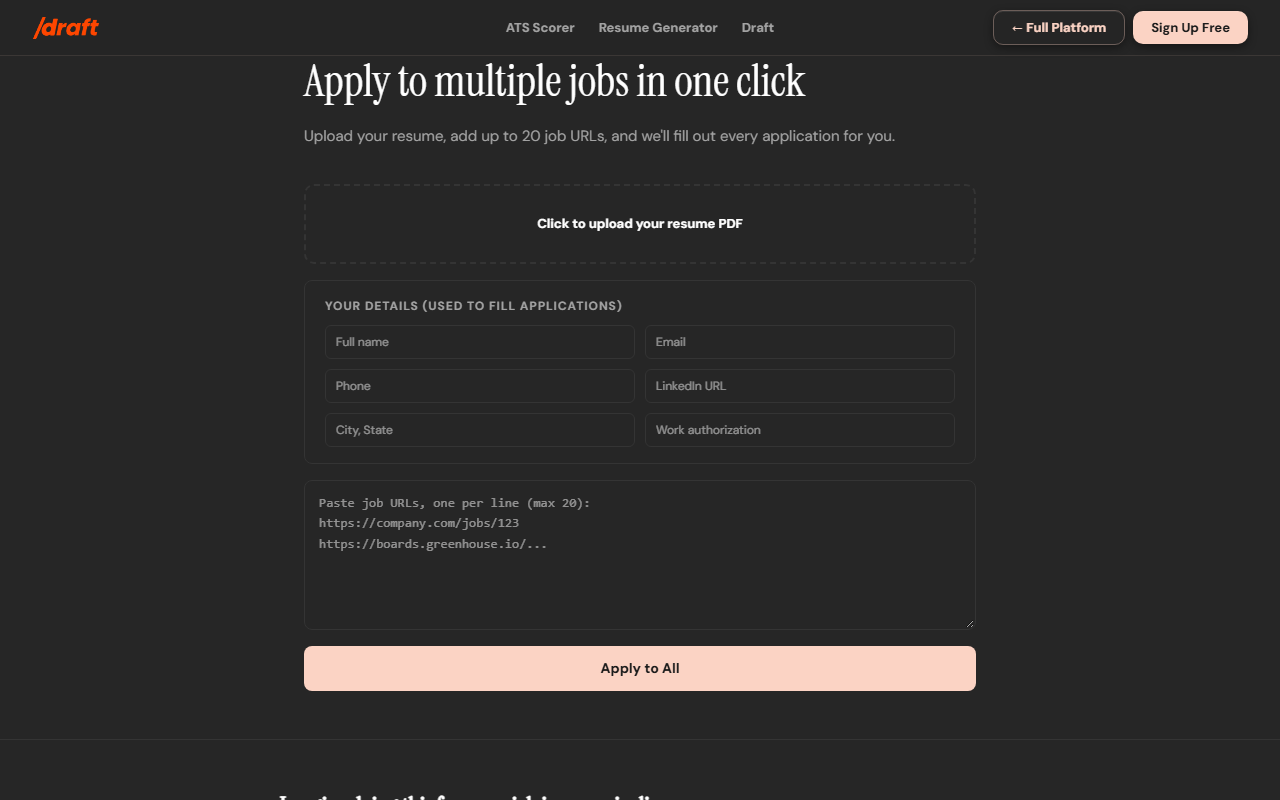 /draft
ATS Scorer
Resume Generator
Draft
← Full Platform
Sign Up Free
Apply to multiple jobs in one click
Upload your resume, add up to 20 job URLs, and we'll fill out every application for you.
Click to upload your resume PDF
YOUR DETAILS (USED TO FILL APPLICATIONS)
Full name
Email
Phone
LinkedIn URL
City, State
Work authorization
Paste job URLs, one per line (max 20):
https://company.com/jobs/123
https://boards.greenhouse.io/...
Apply to All